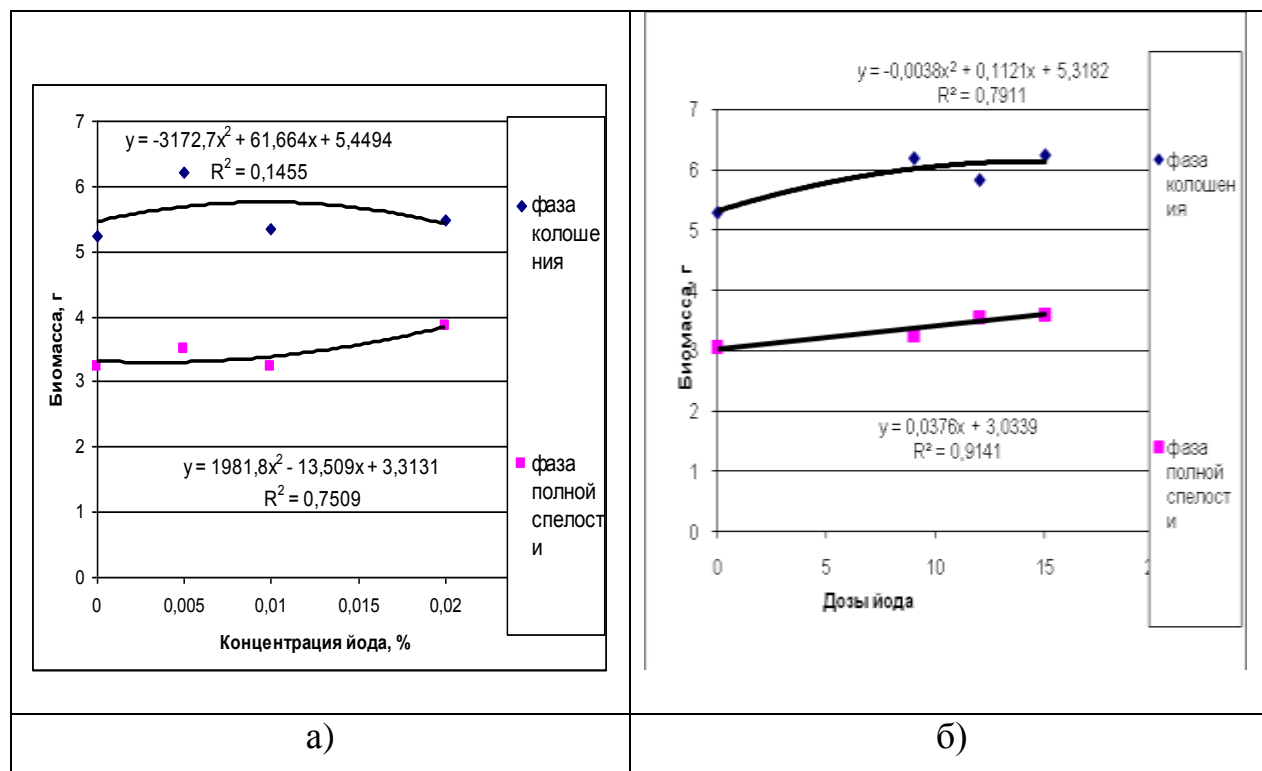 y = -3172,7x² + 61,664x + 5,4494
R² = 0,1455
7
6
5
4
3
2
1
0
Биомасса, г
y = 1981,8x² - 13,509x + 3,3131
R² = 0,7509
0 0,005 0,01 0,015 0,02
Концентрация йода, %
фаза
колоше
ния
фаза
полной
спелост
и
а)
y = -0,0038x² + 0,1121x + 5,3182
R² = 0,7911
7
6
5
4
3
2
1
0
Биомасса, г
y = 0,0376x + 3,0339
R² = 0,9141
0 5 10 15
Дозы йода
фаза
колошен
ия
фаза
полной
спелост
и
б)